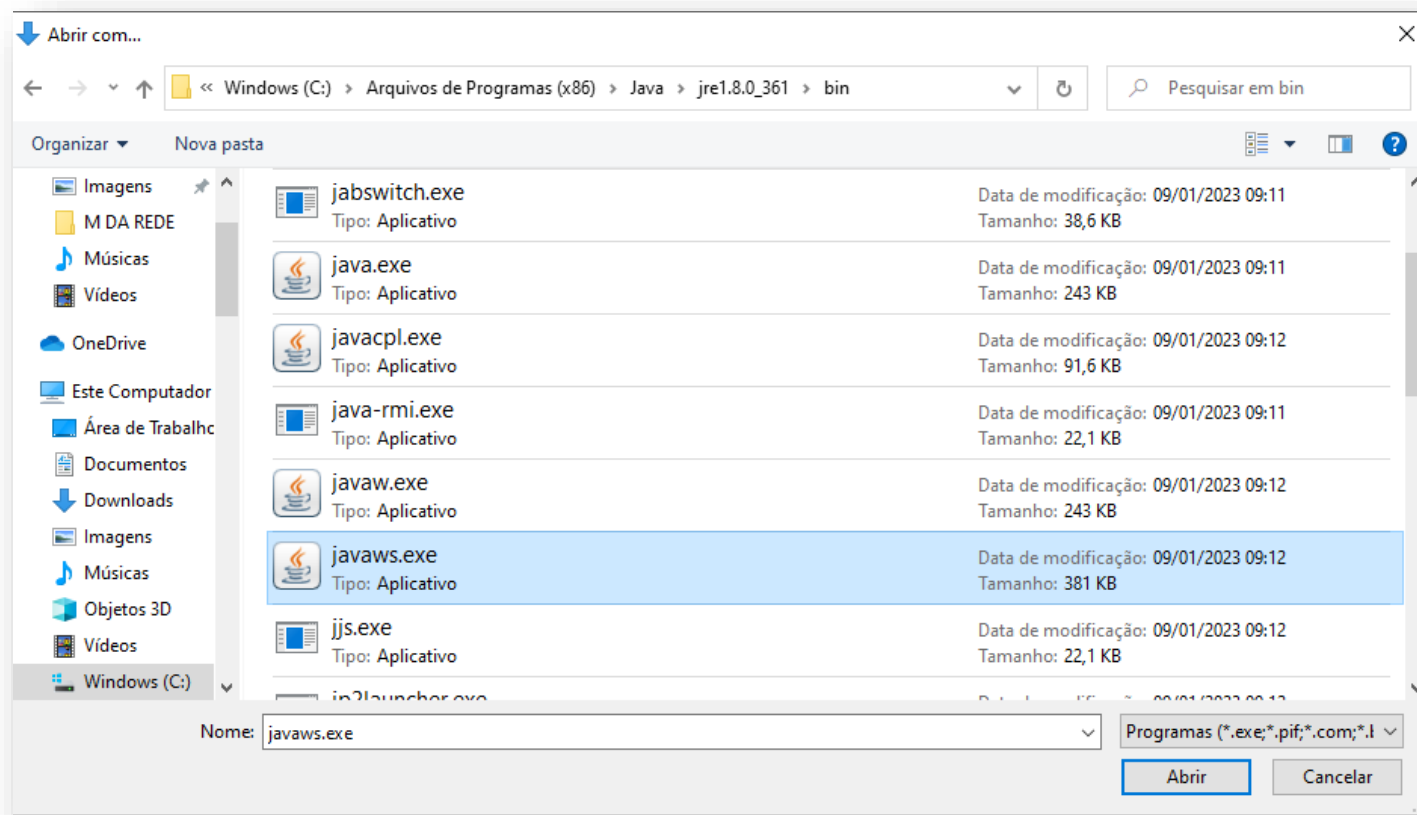 Abrir com...
« Windows (C:) › Arquivos de Programas (x86) › Java › jre1.8.0_361 › bin
Pesquisar em bin
Organizar
Nova pasta
Imagens
M DA REDE
Músicas
Vídeos
OneDrive
Este Computador
Área de Trabalho
Documentos
Downloads
Imagens
Músicas
Objetos 3D
Vídeos
Windows (C:)
jabswitch.exe
Tipo: Aplicativo
Data de modificação: 09/01/2023 09:11
Tamanho: 38,6 KB
java.exe
Tipo: Aplicativo
Data de modificação: 09/01/2023 09:11
Tamanho: 243 KB
javacpl.exe
Tipo: Aplicativo
Data de modificação: 09/01/2023 09:12
Tamanho: 91,6 KB
java-rmi.exe
Tipo: Aplicativo
Data de modificação: 09/01/2023 09:11
Tamanho: 22,1 KB
javaw.exe
Tipo: Aplicativo
Data de modificação: 09/01/2023 09:12
Tamanho: 243 KB
javaws.exe
Tipo: Aplicativo
Data de modificação: 09/01/2023 09:12
Tamanho: 381 KB
jjs.exe
Tipo: Aplicativo
Data de modificação: 09/01/2023 09:12
Tamanho: 22,1 KB
jp2launcher.exe
Nome: javaws.exe
Programas (*.exe;*.pif;*.com;*.b
Abrir
Cancelar